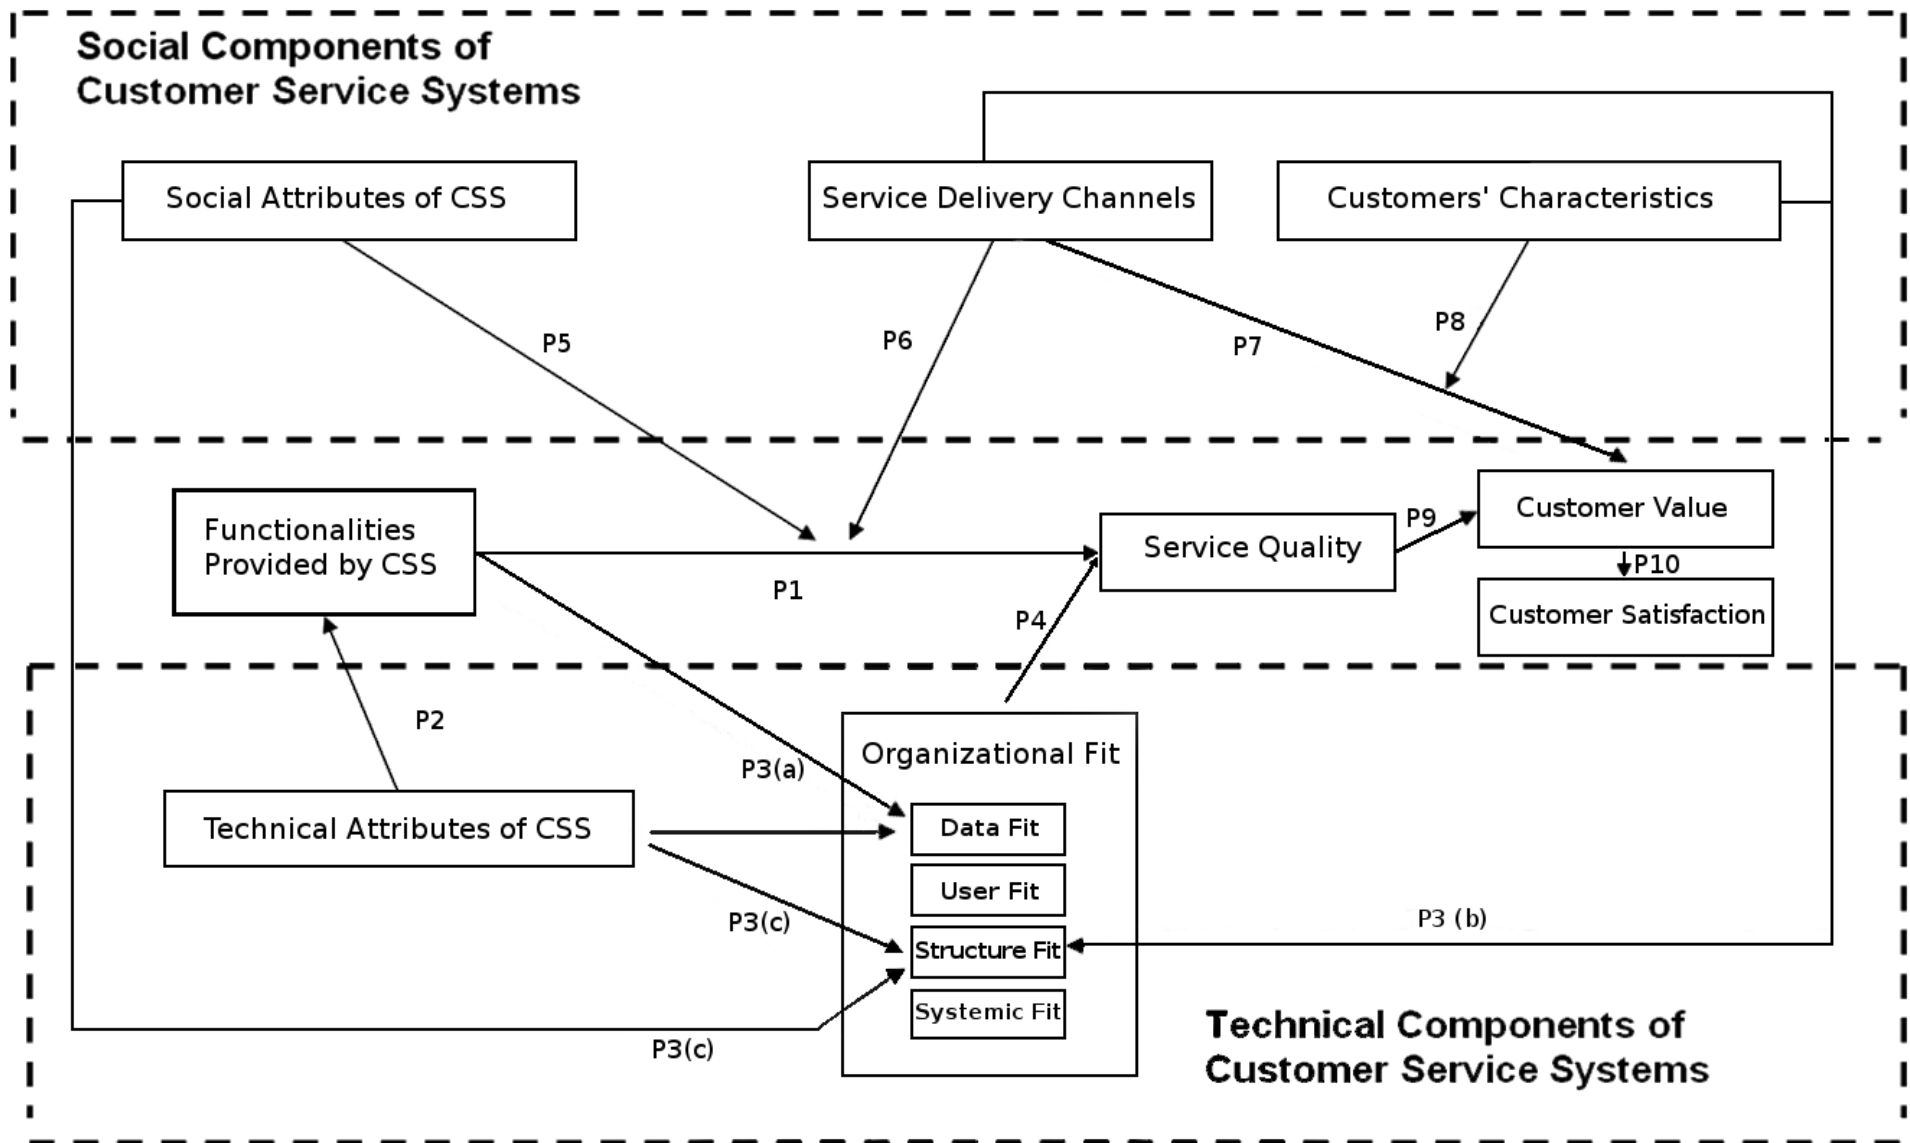 Social Components of
Customer Service Systems
Social Attributes of CSS
Service Delivery Channels
Customers' Characteristics
P5
P6
P7
P8
Functionalities
Provided by CSS
P1
Service Quality
P9
Customer Value
P10
Customer Satisfaction
P4
P2
Organizational Fit
P3(a)
Technical Attributes of CSS
Data Fit
User Fit
P3(c)
P3 (b)
Structure Fit
Systemic Fit
P3(c)
Technical Components of
Customer Service Systems